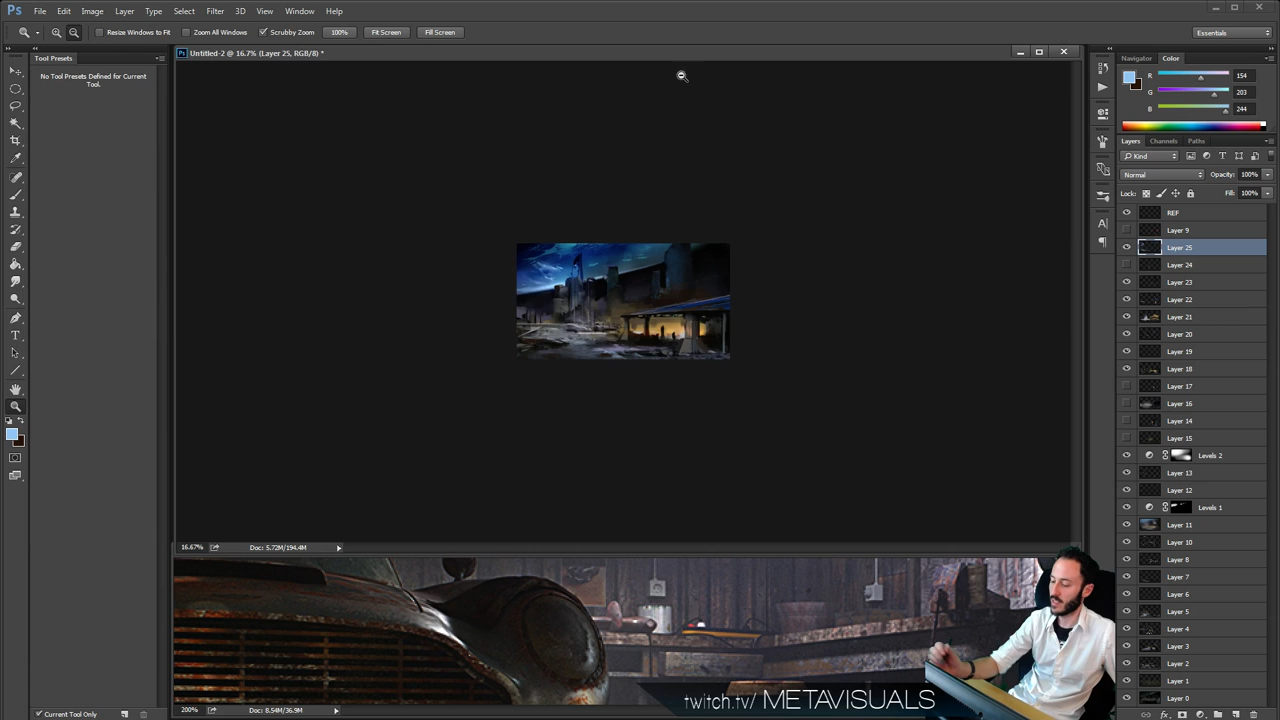 Ps File Edit Image Layer Type Select Filter 3D View Window Help
Resize Windows to Fit Zoom All Windows Scrubby Zoom 100% Fit Screen Fill Screen Essentials
Tool Presets
No Tool Presets Defined for Current
Tool.
Untitled-2 @ 16.7% (Layer 25, RGB/8) *
Navigator Color
R 154
G 203
B 244
Layers Channels Paths
Kind
Normal Opacity: 100%
Lock: Fill: 100%
REF
Layer 9
Layer 25
Layer 24
Layer 23
Layer 22
Layer 21
Layer 20
Layer 19
Layer 18
Layer 17
Layer 16
Layer 14
Layer 15
Levels 2
Layer 13
Layer 12
Levels 1
Layer 11
Layer 10
Layer 8
Layer 7
Layer 6
Layer 5
Layer 4
Layer 3
Layer 2
Layer 1
Layer 0
16.67% Doc: 5.72M/194.4M
twitch.tv/ METAVISUALS
200% Doc: 8.54M/36.9M
Current Tool Only